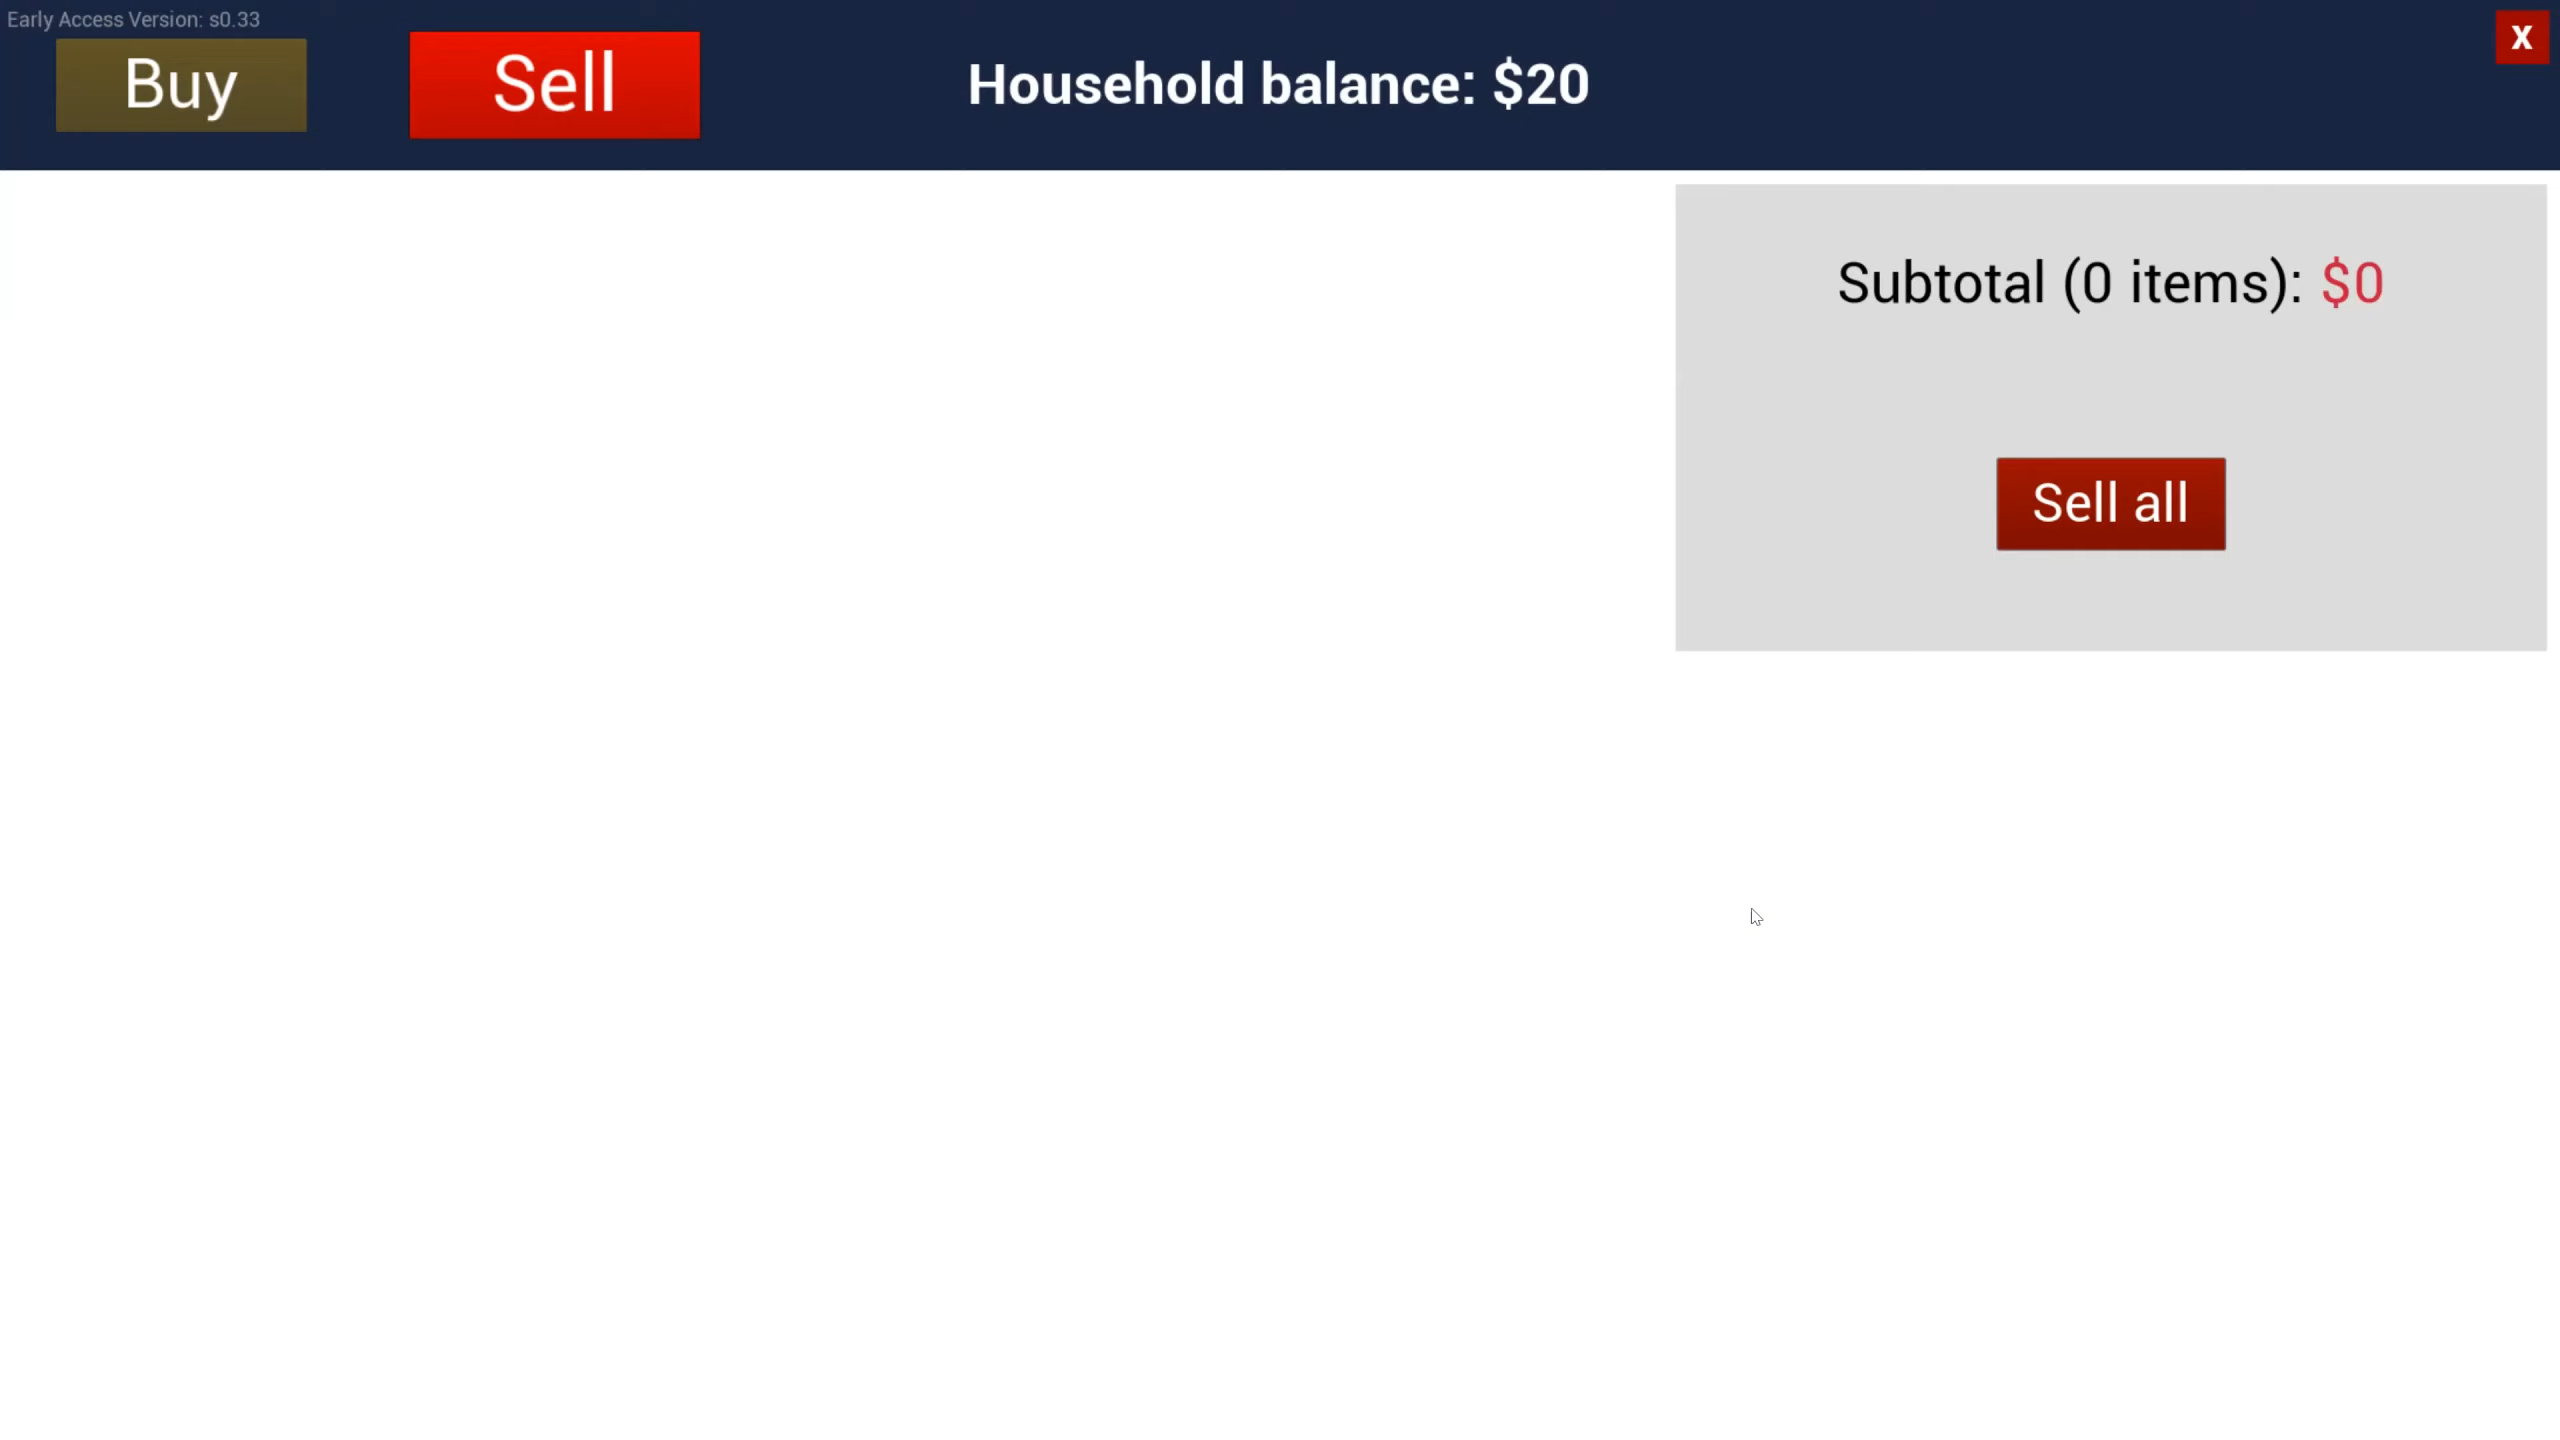 Early Access Version: s0.33
Buy
Sell
Household balance: $20
X
Subtotal (0 items): $0
Sell all